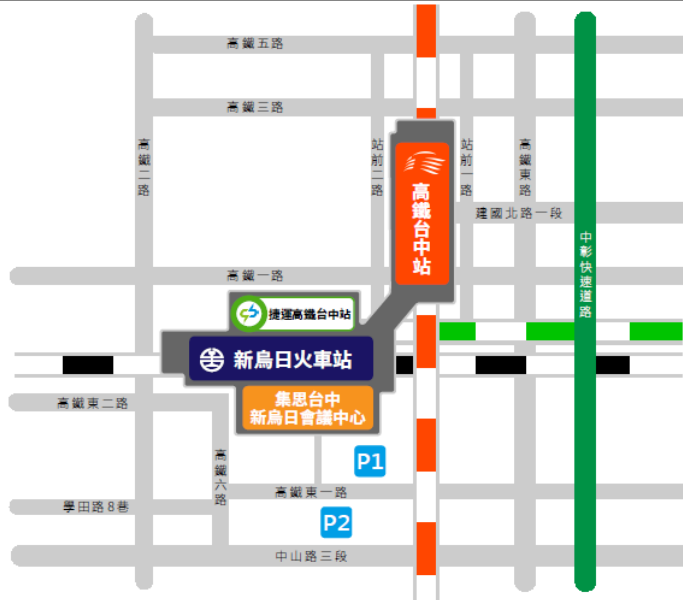 高鐵五路
高鐵三路
高鐵二路
站前二路
站前一路
高鐵東路
高鐵台中站
建國北路一段
中彰快速道路
高鐵一路
捷運高鐵台中站
新烏日火車站
集思台中
新烏日會議中心
高鐵東二路
高鐵六路
P1
高鐵東一路
學田路8巷
P2
中山路三段